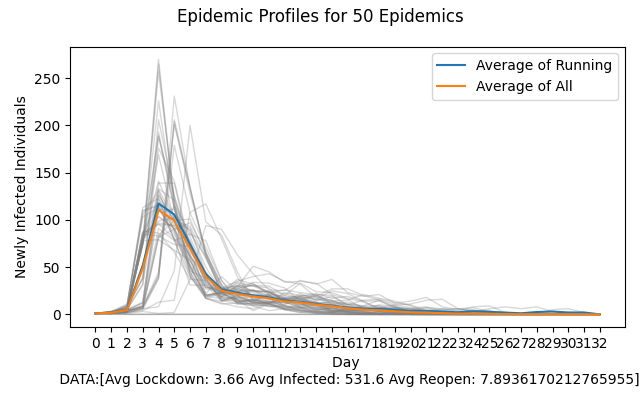 Epidemic Profiles for 50 Epidemics
Average of Running
Average of All
Newly Infected Individuals
250
200
150
100
50
0
0 1 2 3 4 5 6 7 8 9 10 11 12 13 14 15 16 17 18 19 20 21 22 23 24 25 26 27 28 29 30 31 32
Day
DATA:[Avg Lockdown: 3.66 Avg Infected: 531.6 Avg Reopen: 7.8936170212765955]